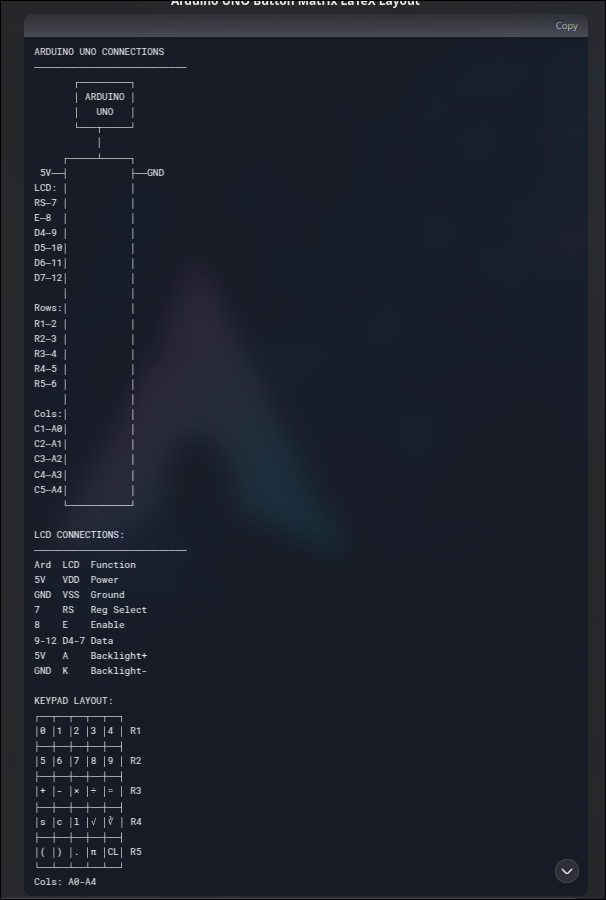 Arduino UNO Button Matrix LaTeX Layout
Copy
ARDUINO UNO CONNECTIONS
ARDUINO
UNO
5V GND
LCD:
RS—7
E—8
D4—9
D5—10
D6—11
D7—12
Rows:
R1—2
R2—3
R3—4
R4—5
R5—6
Cols:
C1—A0
C2—A1
C3—A2
C4—A3
C5—A4
LCD CONNECTIONS:
Ard LCD Function
5V VDD Power
GND VSS Ground
7 RS Reg Select
8 E Enable
9-12 D4-7 Data
5V A Backlight+
GND K Backlight-
KEYPAD LAYOUT:
|0 |1 |2 |3 |4 | R1
|5 |6 |7 |8 |9 | R2
|+ |- |× |÷ |= | R3
|s |c |l |√ |∛ | R4
|( |) |. |π |CL| R5
Cols: A0-A4